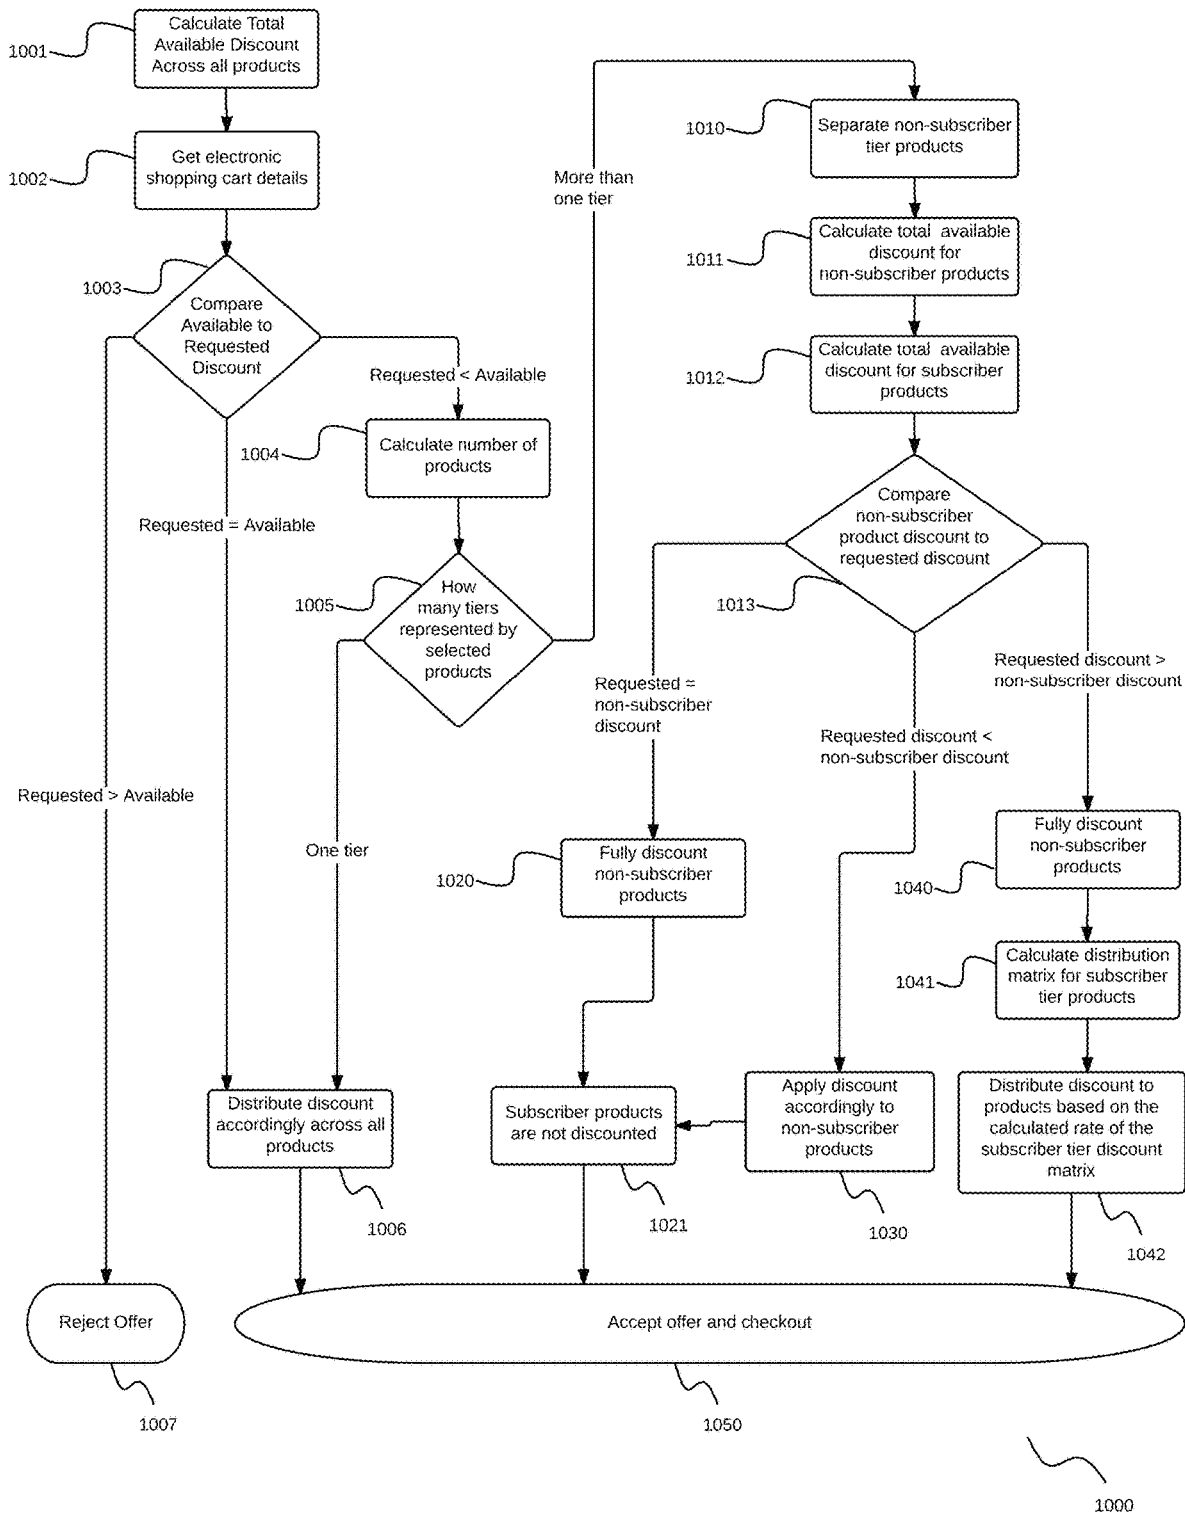 Calculate Total
Available Discount
Across all products
1001
Get electronic
shopping cart details
1002
1003
Compare
Available to
Requested
Discount
Requested < Available
1004
Calculate number of
products
Requested = Available
1005
How
many tiers
represented by
selected
products
More than
one tier
Requested > Available
One tier
1010
Separate non-subscriber
tier products
1011
Calculate total available
discount for
non-subscriber products
1012
Calculate total available
discount for subscriber
products
Compare
non-subscriber
product discount to
requested discount
1013
Requested =
non-subscriber
discount
Requested discount <
non-subscriber discount
Requested discount >
non-subscriber discount
1020
Fully discount
non-subscriber
products
Fully discount
non-subscriber
products
1040
1041
Calculate distribution
matrix for subscriber
tier products
Distribute discount
accordingly across all
products
1006
Subscriber products
are not discounted
1021
Apply discount
accordingly to
non-subscriber
products
1030
Distribute discount to
products based on the
calculated rate of the
subscriber tier discount
matrix
1042
Reject Offer
1007
Accept offer and checkout
1050
1000